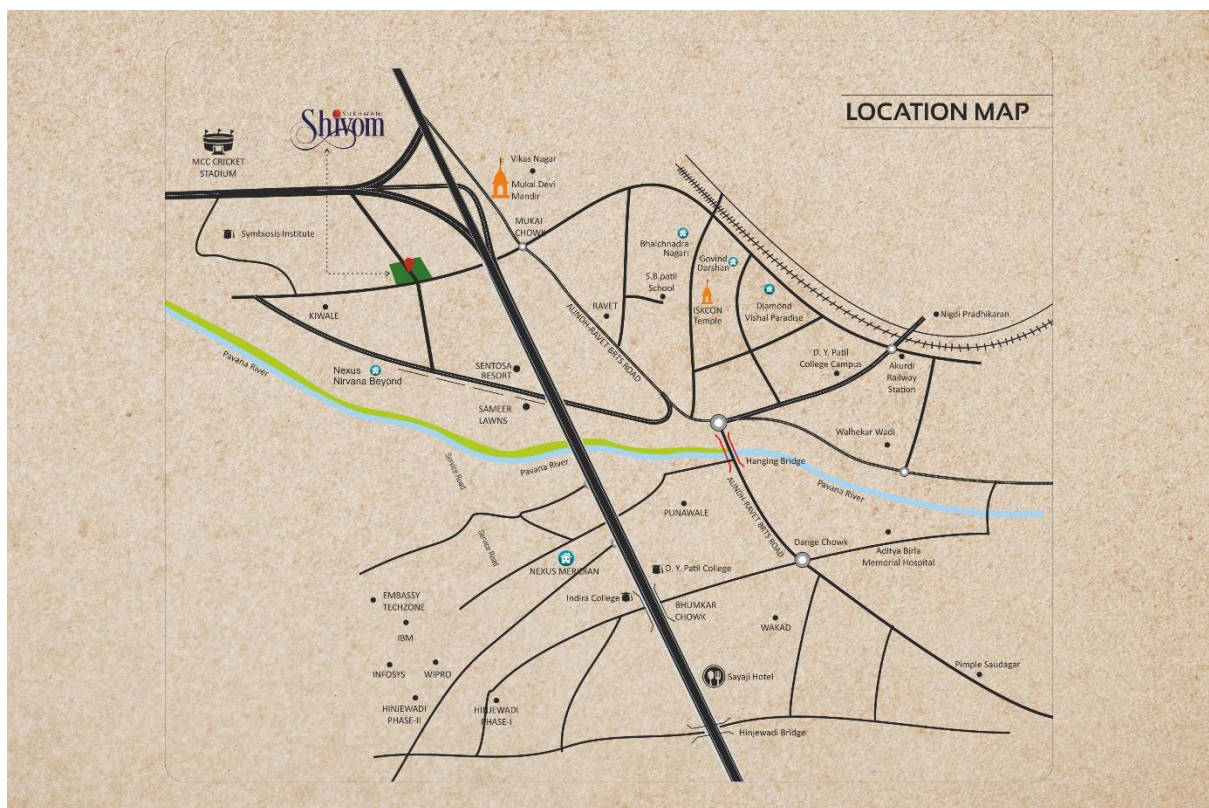 LOCATION MAP
SUKHWANI
Shivom
MCC CRICKET
STADIUM
Vikas Nagar
Mukai Devi
Mandir
MUKAI
CHOWK
Symbiosis Institute
Bhaichnadra
Nagari
Govind
Darshan
S.B.patil
School
ISKCON
Temple
Diamond
Vishal Paradise
KIWALE
RAVET
AUNDH-RAVET BRTS ROAD
Nigdi Pradhikaran
D. Y. Patil
College Campus
Akurdi
Railway
Station
Pavana River
Nexus
Nirvana Beyond
SENTOSA
RESORT
SAMEER
LAWNS
Walhekar Wadi
Service Road
Pavana River
Hanging Bridge
Pavana River
PUNAWALE
AUNDH-RAVET BRTS ROAD
Service Road
Dange Chowk
Aditya Birla
Memorial Hospital
NEXUS MERIDIAN
D. Y. Patil College
Indira College
BHUMKAR
CHOWK
EMBASSY
TECHZONE
IBM
WAKAD
INFOSYS
WIPRO
Sayaji Hotel
Pimple Saudagar
HINJEWADI
PHASE-II
HINJEWADI
PHASE-I
Hinjewadi Bridge